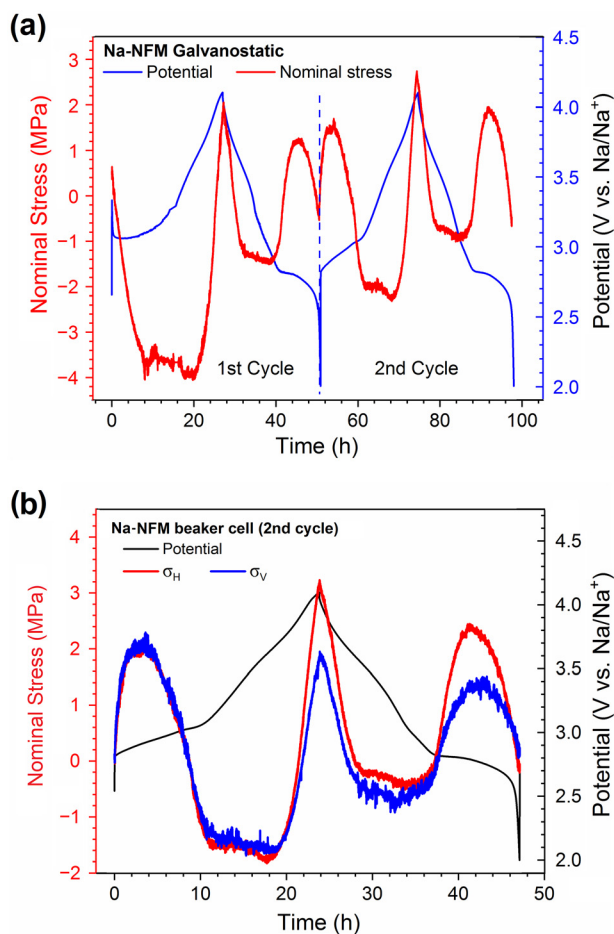 (a)
Na-NFM Galvanostatic
Potential
Nominal stress
Nominal Stress (MPa)
3
2
1
0
−1
−2
−3
−4
4.5
4.0
3.5
3.0
2.5
2.0
Potential (V vs. Na/Na⁺)
1st Cycle
2nd Cycle
0 20 40 60 80 100
Time (h)
(b)
Na-NFM beaker cell (2nd cycle)
Potential
σH
σV
Nominal Stress (MPa)
4
3
2
1
0
−1
−2
4.5
4.0
3.5
3.0
2.5
2.0
Potential (V vs. Na/Na⁺)
0 10 20 30 40 50
Time (h)